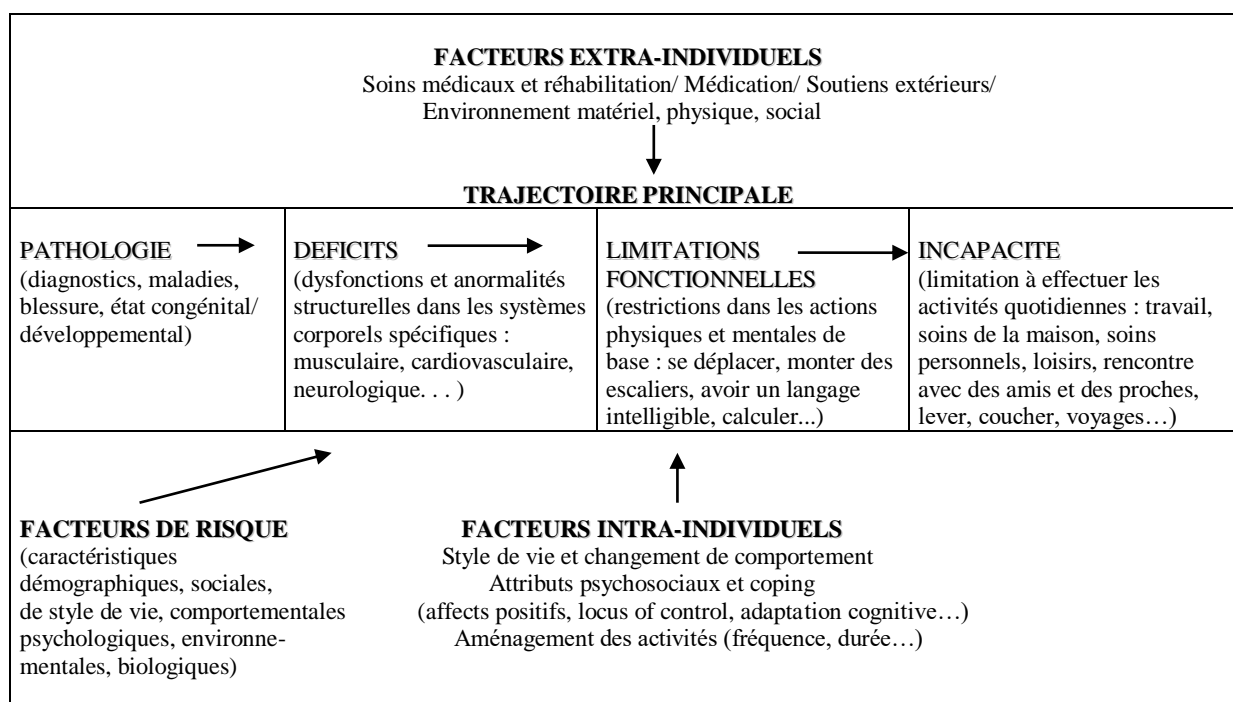 FACTEURS EXTRA-INDIVIDUELS
Soins médicaux et réhabilitation/ Médication/ Soutiens extérieurs/
Environnement matériel, physique, social
TRAJECTOIRE PRINCIPALE
PATHOLOGIE
(diagnostics, maladies,
blessure, état congénital/
développemental)
DEFICITS
(dysfonctions et anormalités
structurelles dans les systèmes
corporels spécifiques :
musculaire, cardiovasculaire,
neurologique. . . )
LIMITATIONS
FONCTIONNELLES
(restrictions dans les actions
physiques et mentales de
base : se déplacer, monter des
escaliers, avoir un langage
intelligible, calculer...)
INCAPACITE
(limitation à effectuer les
activités quotidiennes : travail,
soins de la maison, soins
personnels, loisirs, rencontre
avec des amis et des proches,
lever, coucher, voyages…)
FACTEURS DE RISQUE
(caractéristiques
démographiques, sociales,
de style de vie, comportementales
psychologiques, environne-
mentales, biologiques)
FACTEURS INTRA-INDIVIDUELS
Style de vie et changement de comportement
Attributs psychosociaux et coping
(affects positifs, locus of control, adaptation cognitive…)
Aménagement des activités (fréquence, durée…)